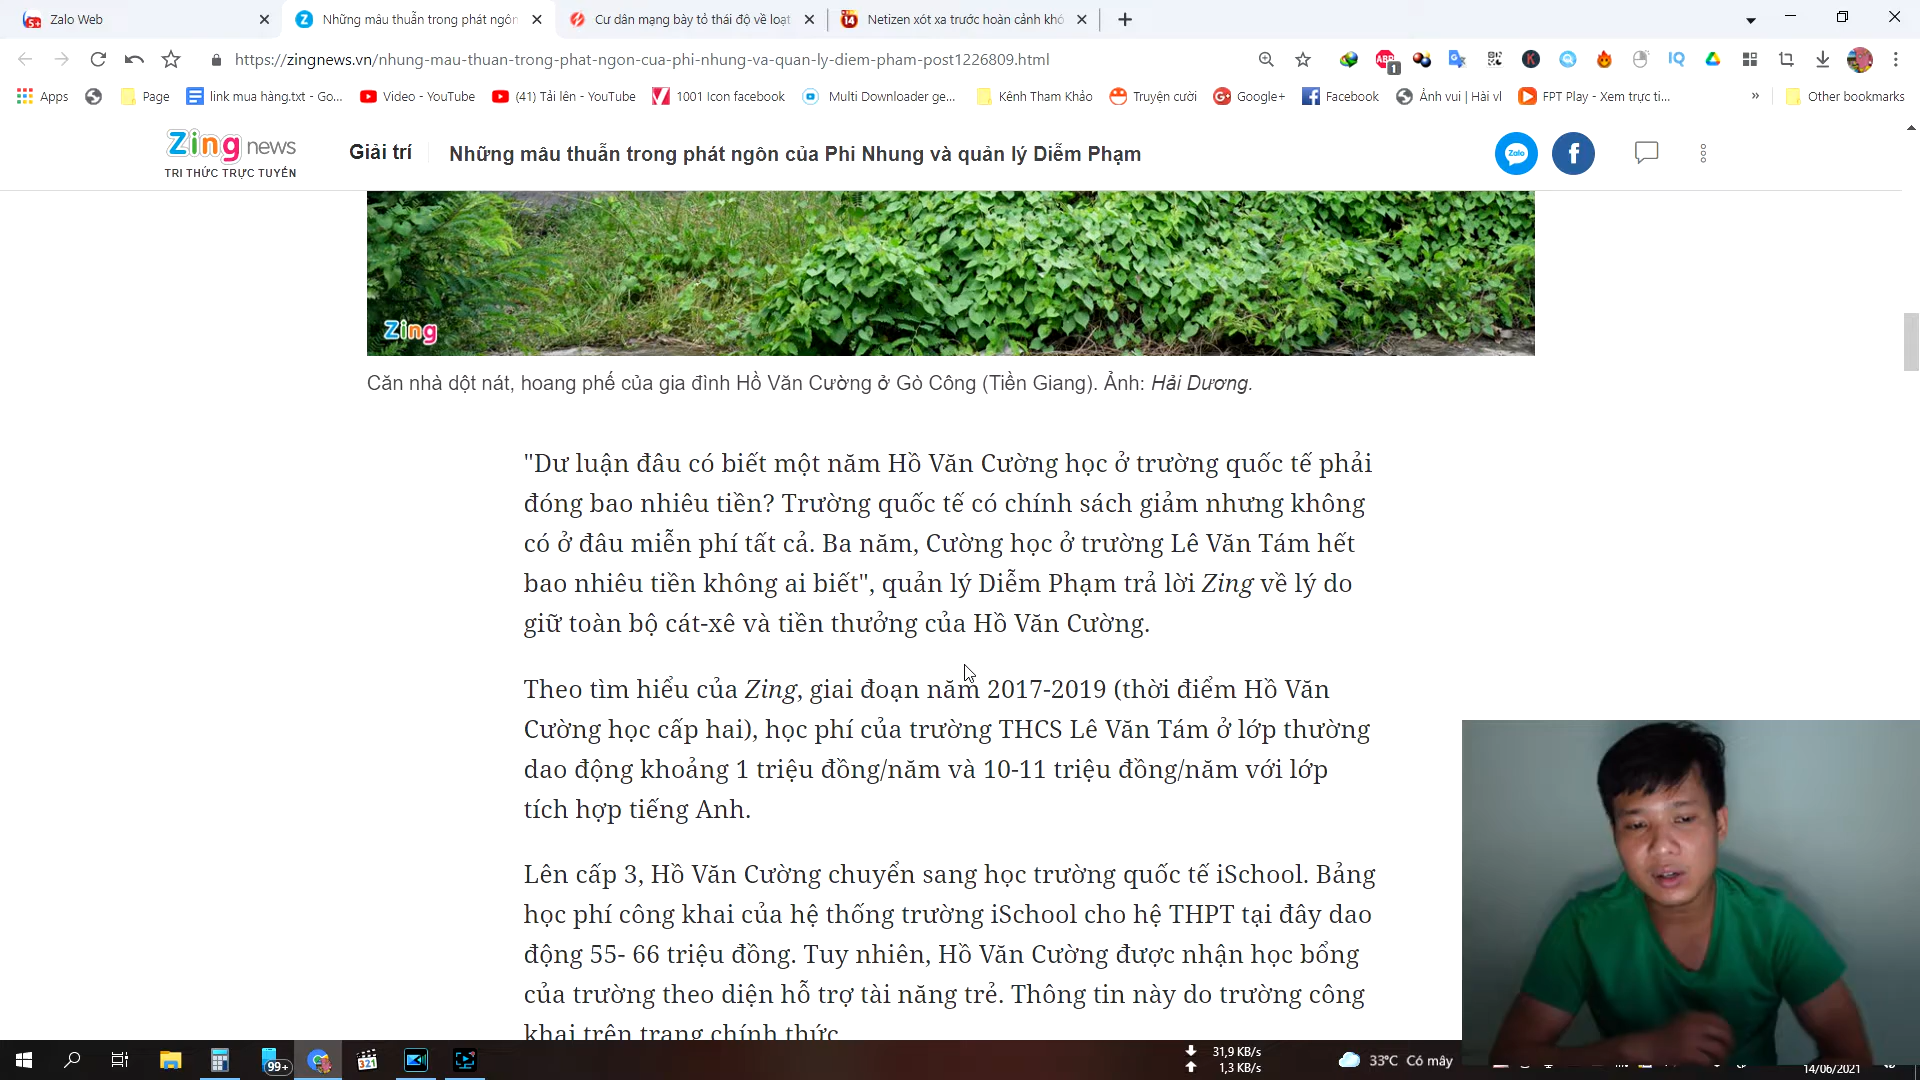 Zalo Web
Những mâu thuẫn trong phát ngôn
Cư dân mạng bày tỏ thái độ về loạt
Netizen xót xa trước hoàn cảnh khó
https://zingnews.vn/nhung-mau-thuan-trong-phat-ngon-cua-phi-nhung-va-quan-ly-diem-pham-post1226809.html
Apps
Page
link mua hàng.txt - Go...
Video - YouTube
(41) Tải lên - YouTube
1001 Icon facebook
Multi Downloader ge...
Kênh Tham Khảo
Truyện cười
Google+
Facebook
Ảnh vui | Hài vl
FPT Play - Xem trực ti...
»
Other bookmarks
Zing news
TRI THỨC TRỰC TUYẾN
Giải trí
Những mâu thuẫn trong phát ngôn của Phi Nhung và quản lý Diễm Phạm
Zalo
Zing
Căn nhà dột nát, hoang phế của gia đình Hồ Văn Cường ở Gò Công (Tiền Giang). Ảnh: Hải Dương.
"Dư luận đâu có biết một năm Hồ Văn Cường học ở trường quốc tế phải
đóng bao nhiêu tiền? Trường quốc tế có chính sách giảm nhưng không
có ở đâu miễn phí tất cả. Ba năm, Cường học ở trường Lê Văn Tám hết
bao nhiêu tiền không ai biết", quản lý Diễm Phạm trả lời Zing về lý do
giữ toàn bộ cát-xê và tiền thưởng của Hồ Văn Cường.
Theo tìm hiểu của Zing, giai đoạn năm 2017-2019 (thời điểm Hồ Văn
Cường học cấp hai), học phí của trường THCS Lê Văn Tám ở lớp thường
dao động khoảng 1 triệu đồng/năm và 10-11 triệu đồng/năm với lớp
tích hợp tiếng Anh.
Lên cấp 3, Hồ Văn Cường chuyển sang học trường quốc tế iSchool. Bảng
học phí công khai của hệ thống trường iSchool cho hệ THPT tại đây dao
động 55- 66 triệu đồng. Tuy nhiên, Hồ Văn Cường được nhận học bổng
của trường theo diện hỗ trợ tài năng trẻ. Thông tin này do trường công
khai trên trang chính thức.
99+
321
31,9 KB/s
1,3 KB/s
33°C Có mây
14/06/2021